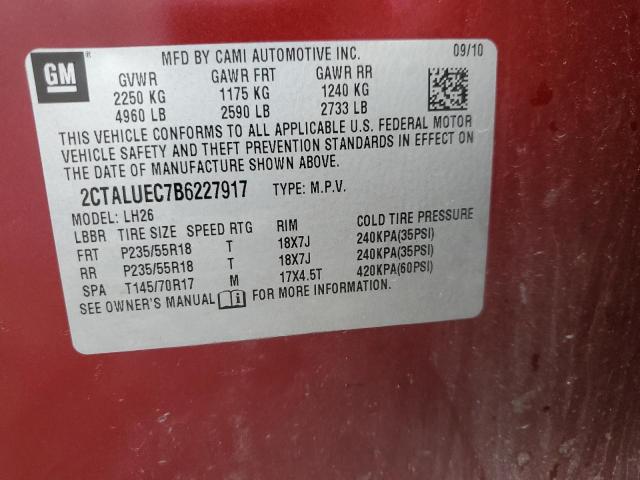 GM ®
MFD BY CAMI AUTOMOTIVE INC. 09/10
GVWR GAWR FRT GAWR RR
2250 KG 1175 KG 1240 KG
4960 LB 2590 LB 2733 LB
THIS VEHICLE CONFORMS TO ALL APPLICABLE U.S. FEDERAL MOTOR
VEHICLE SAFETY AND THEFT PREVENTION STANDARDS IN EFFECT ON
THE DATE OF MANUFACTURE SHOWN ABOVE.
2CTALUEC7B6227917 TYPE: M.P.V.
MODEL: LH26
LBBR TIRE SIZE SPEED RTG RIM COLD TIRE PRESSURE
FRT P235/55R18 T 18X7J 240KPA(35PSI)
RR P235/55R18 T 18X7J 240KPA(35PSI)
SPA T145/70R17 M 17X4.5T 420KPA(60PSI)
SEE OWNER'S MANUAL FOR MORE INFORMATION.